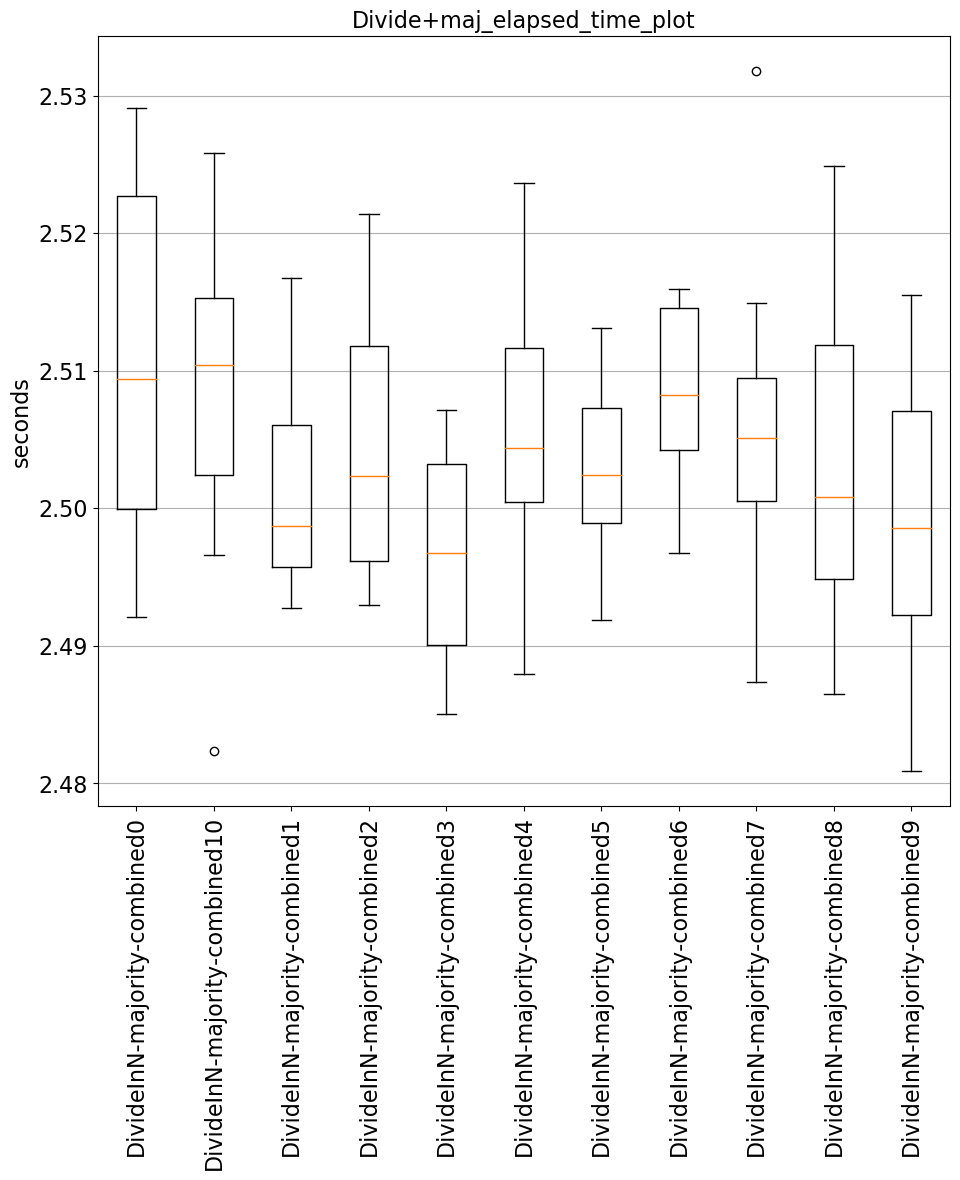 Divide+maj_elapsed_time_plot
seconds
2.53
2.52
2.51
2.50
2.49
2.48
DivideInN-majority-combined0
DivideInN-majority-combined10
DivideInN-majority-combined1
DivideInN-majority-combined2
DivideInN-majority-combined3
DivideInN-majority-combined4
DivideInN-majority-combined5
DivideInN-majority-combined6
DivideInN-majority-combined7
DivideInN-majority-combined8
DivideInN-majority-combined9